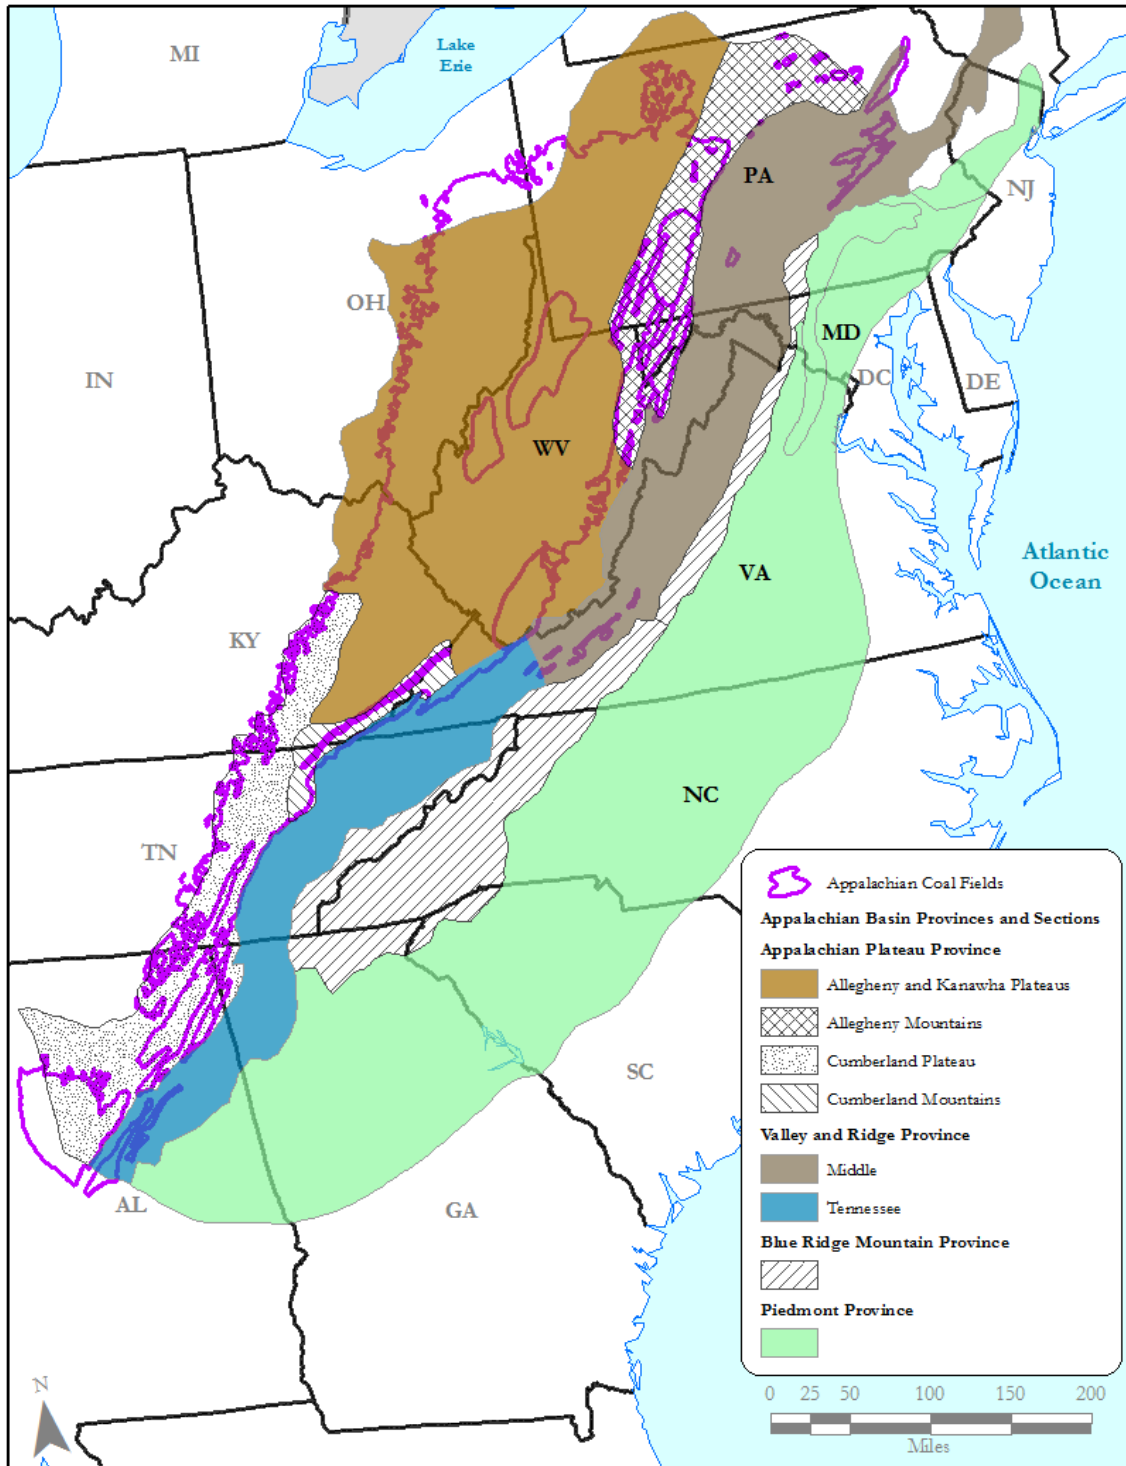 MI
Lake
Erie
PA
NJ
OH
MD
IN
DC
DE
WV
Atlantic
Ocean
VA
KY
NC
TN
SC
AL
GA
Appalachian Coal Fields
Appalachian Basin Provinces and Sections
Appalachian Plateau Province
Allegheny and Kanawha Plateaus
Allegheny Mountains
Cumberland Plateau
Cumberland Mountains
Valley and Ridge Province
Middle
Tennessee
Blue Ridge Mountain Province
Piedmont Province
N
0 25 50 100 150 200
Miles